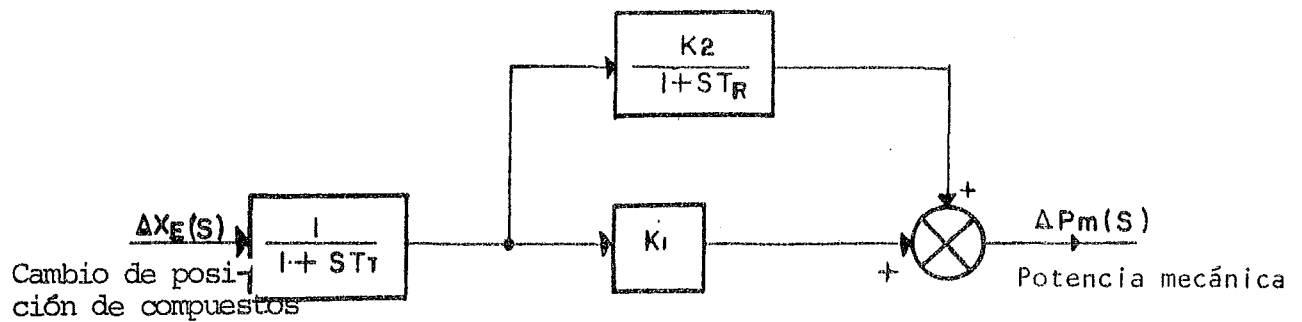 K2
1+STR
ΔXE(S)
1
1+STT
K1
+
+
ΔPm(S)
Cambio de posi-
ción de compuestos
Potencia mecánica